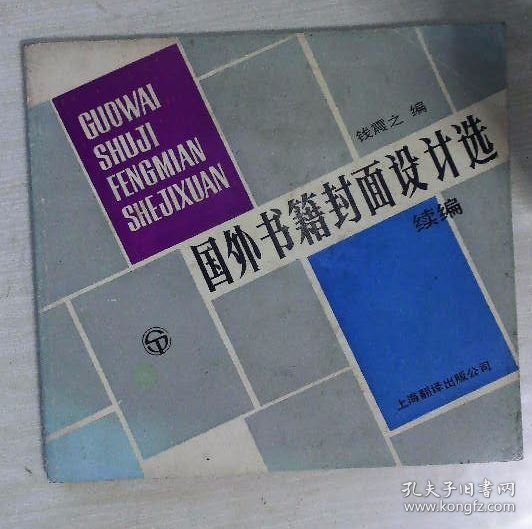 GUOWAI
SHUJI
FENGMIAN
SHEJIXUAN
钱震之 编
国外书籍封面设计选
续编
上海翻译出版公司
孔夫子旧书网
www.kongfz.com